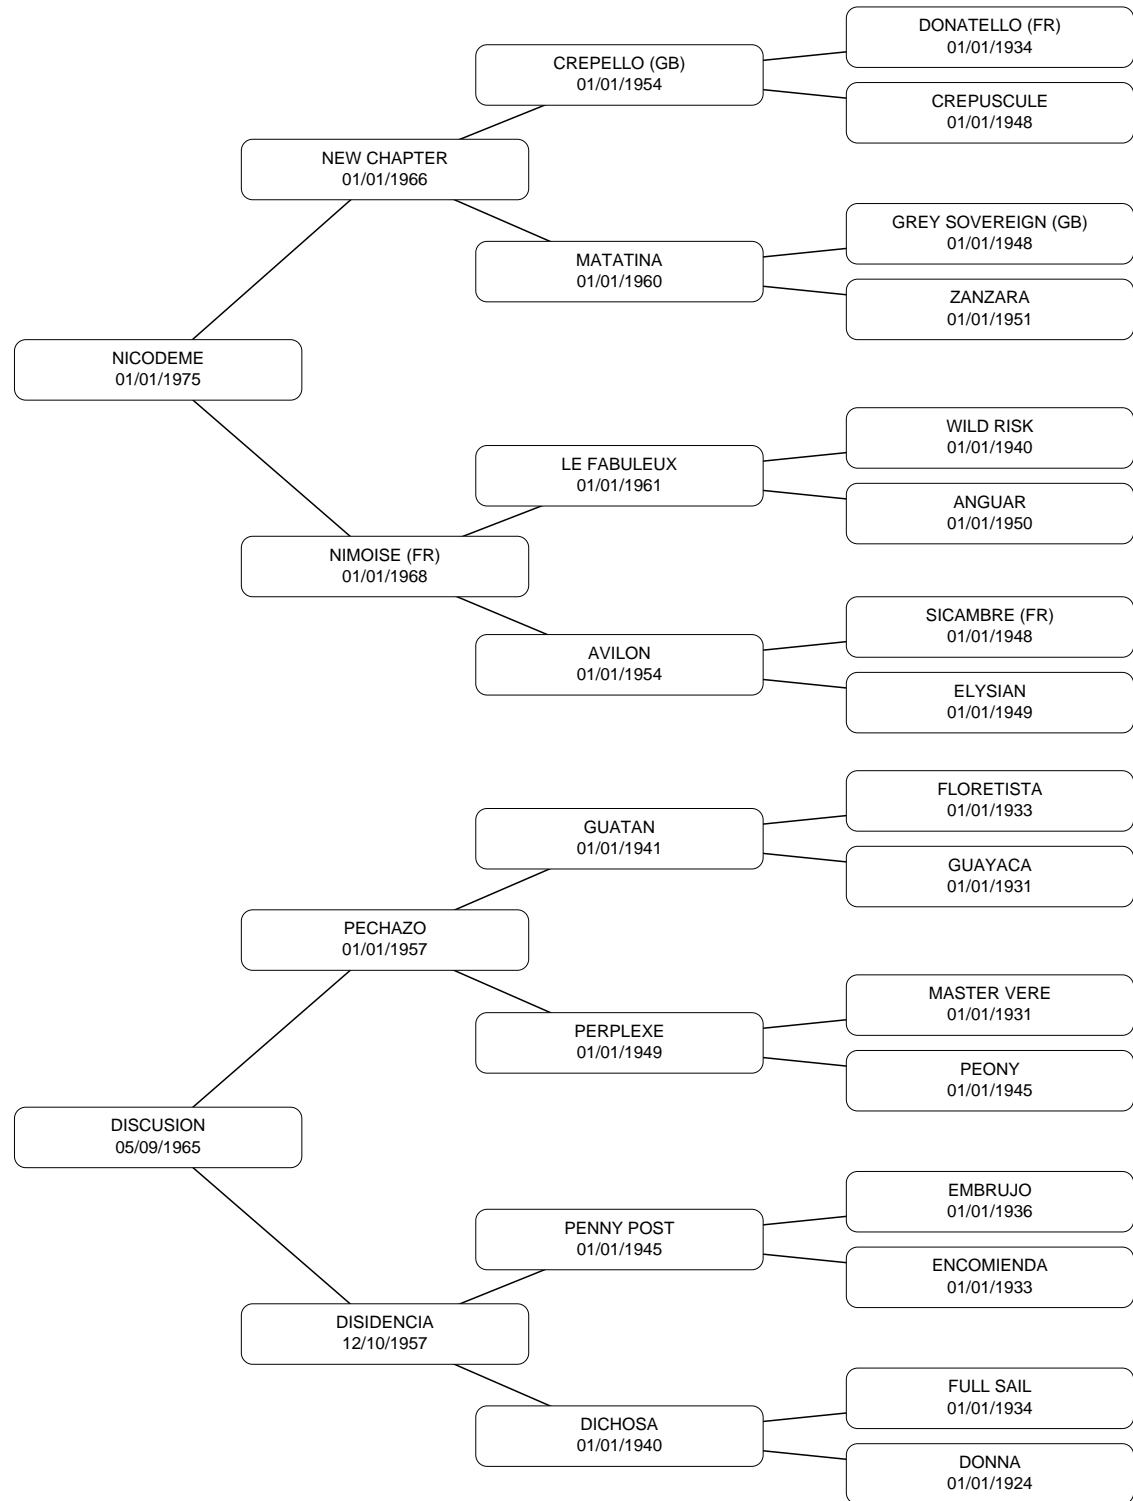 DONATELLO (FR)
01/01/1934
CREPELLO (GB)
01/01/1954
CREPUSCULE
01/01/1948
NEW CHAPTER
01/01/1966
GREY SOVEREIGN (GB)
01/01/1948
MATATINA
01/01/1960
ZANZARA
01/01/1951
NICODEME
01/01/1975
WILD RISK
01/01/1940
LE FABULEUX
01/01/1961
ANGUAR
01/01/1950
NIMOISE (FR)
01/01/1968
SICAMBRE (FR)
01/01/1948
AVILON
01/01/1954
ELYSIAN
01/01/1949
FLORETISTA
01/01/1933
GUATAN
01/01/1941
GUAYACA
01/01/1931
PECHAZO
01/01/1957
MASTER VERE
01/01/1931
PERPLEXE
01/01/1949
PEONY
01/01/1945
DISCUSION
05/09/1965
EMBRUJO
01/01/1936
PENNY POST
01/01/1945
ENCOMIENDA
01/01/1933
DISIDENCIA
12/10/1957
FULL SAIL
01/01/1934
DICHOSA
01/01/1940
DONNA
01/01/1924